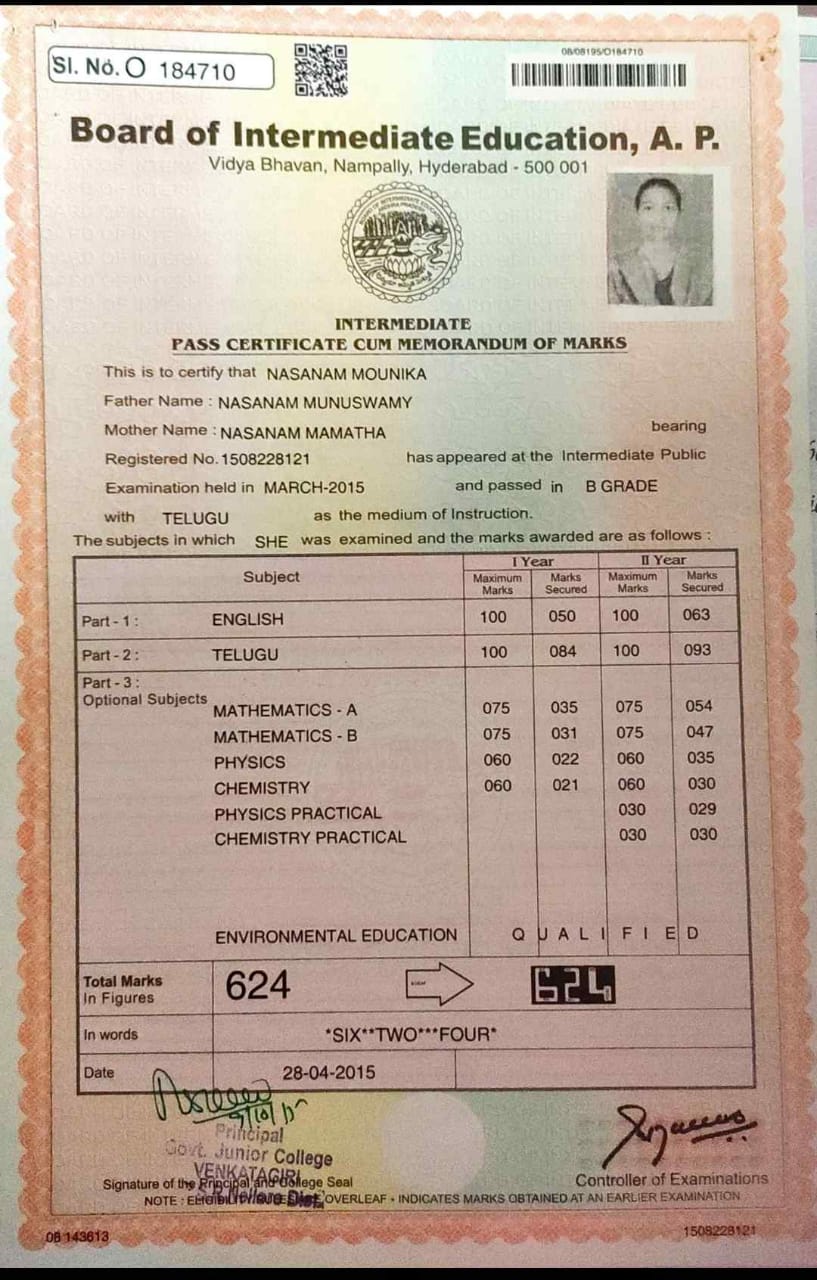 Sl. No. O 184710
08/08195/O184710
Board of Intermediate Education, A. P.
Vidya Bhavan, Nampally, Hyderabad - 500 001
INTERMEDIATE
PASS CERTIFICATE CUM MEMORANDUM OF MARKS
This is to certify that NASANAM MOUNIKA
Father Name : NASANAM MUNUSWAMY
Mother Name : NASANAM MAMATHA bearing
Registered No. 1508228121 has appeared at the Intermediate Public
Examination held in MARCH-2015 and passed in B GRADE
with TELUGU as the medium of Instruction.
The subjects in which SHE was examined and the marks awarded are as follows :
Subject I Year II Year
Maximum Marks Marks Secured Maximum Marks Marks Secured
Part - 1 : ENGLISH 100 050 100 063
Part - 2 : TELUGU 100 084 100 093
Part - 3 :
Optional Subjects
MATHEMATICS - A 075 035 075 054
MATHEMATICS - B 075 031 075 047
PHYSICS 060 022 060 035
CHEMISTRY 060 021 060 030
PHYSICS PRACTICAL 030 029
CHEMISTRY PRACTICAL 030 030
ENVIRONMENTAL EDUCATION Q U A L I F I E D
Total Marks In Figures 624 624
In words *SIX**TWO***FOUR*
Date 28-04-2015
Principal
Govt. Junior College
VENKATAGIRI
Nellore Dist.
Signature of the Principal and College Seal Controller of Examinations
NOTE : OVERLEAF * INDICATES MARKS OBTAINED AT AN EARLIER EXAMINATION
08 143613 1508228121